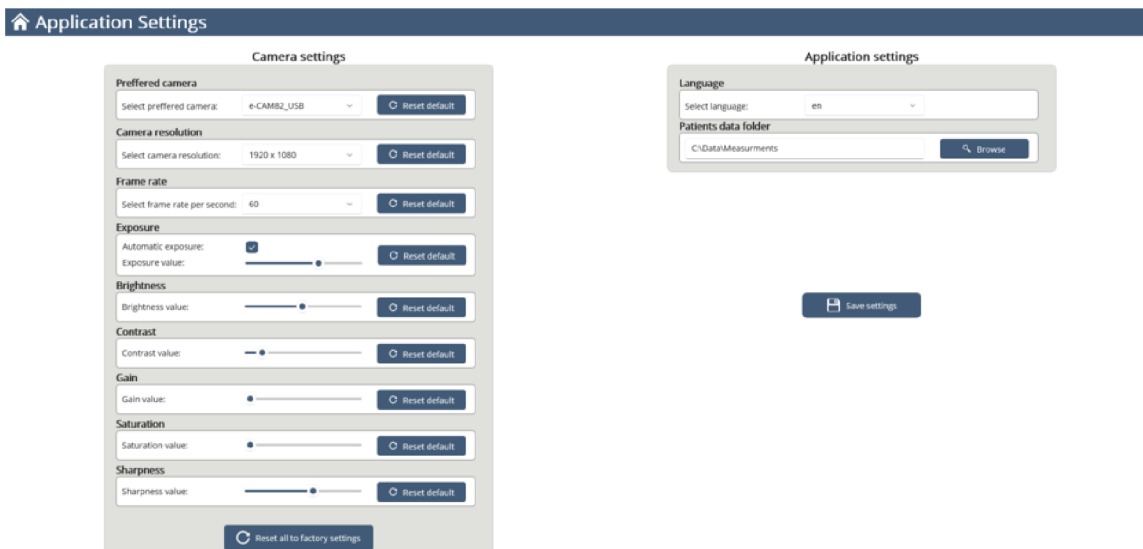 Application Settings
Camera settings
Preffered camera
Select preffered camera: e-CAM82_USB Reset default
Camera resolution
Select camera resolution: 1920 x 1080 Reset default
Frame rate
Select frame rate per second: 60 Reset default
Exposure
Automatic exposure:
Exposure value:
Reset default
Brightness
Brightness value: Reset default
Contrast
Contrast value: Reset default
Gain
Gain value: Reset default
Saturation
Saturation value: Reset default
Sharpness
Sharpness value: Reset default
Reset all to factory settings
Application settings
Language
Select language: en
Patients data folder
C:\Data\Measurments Browse
Save settings